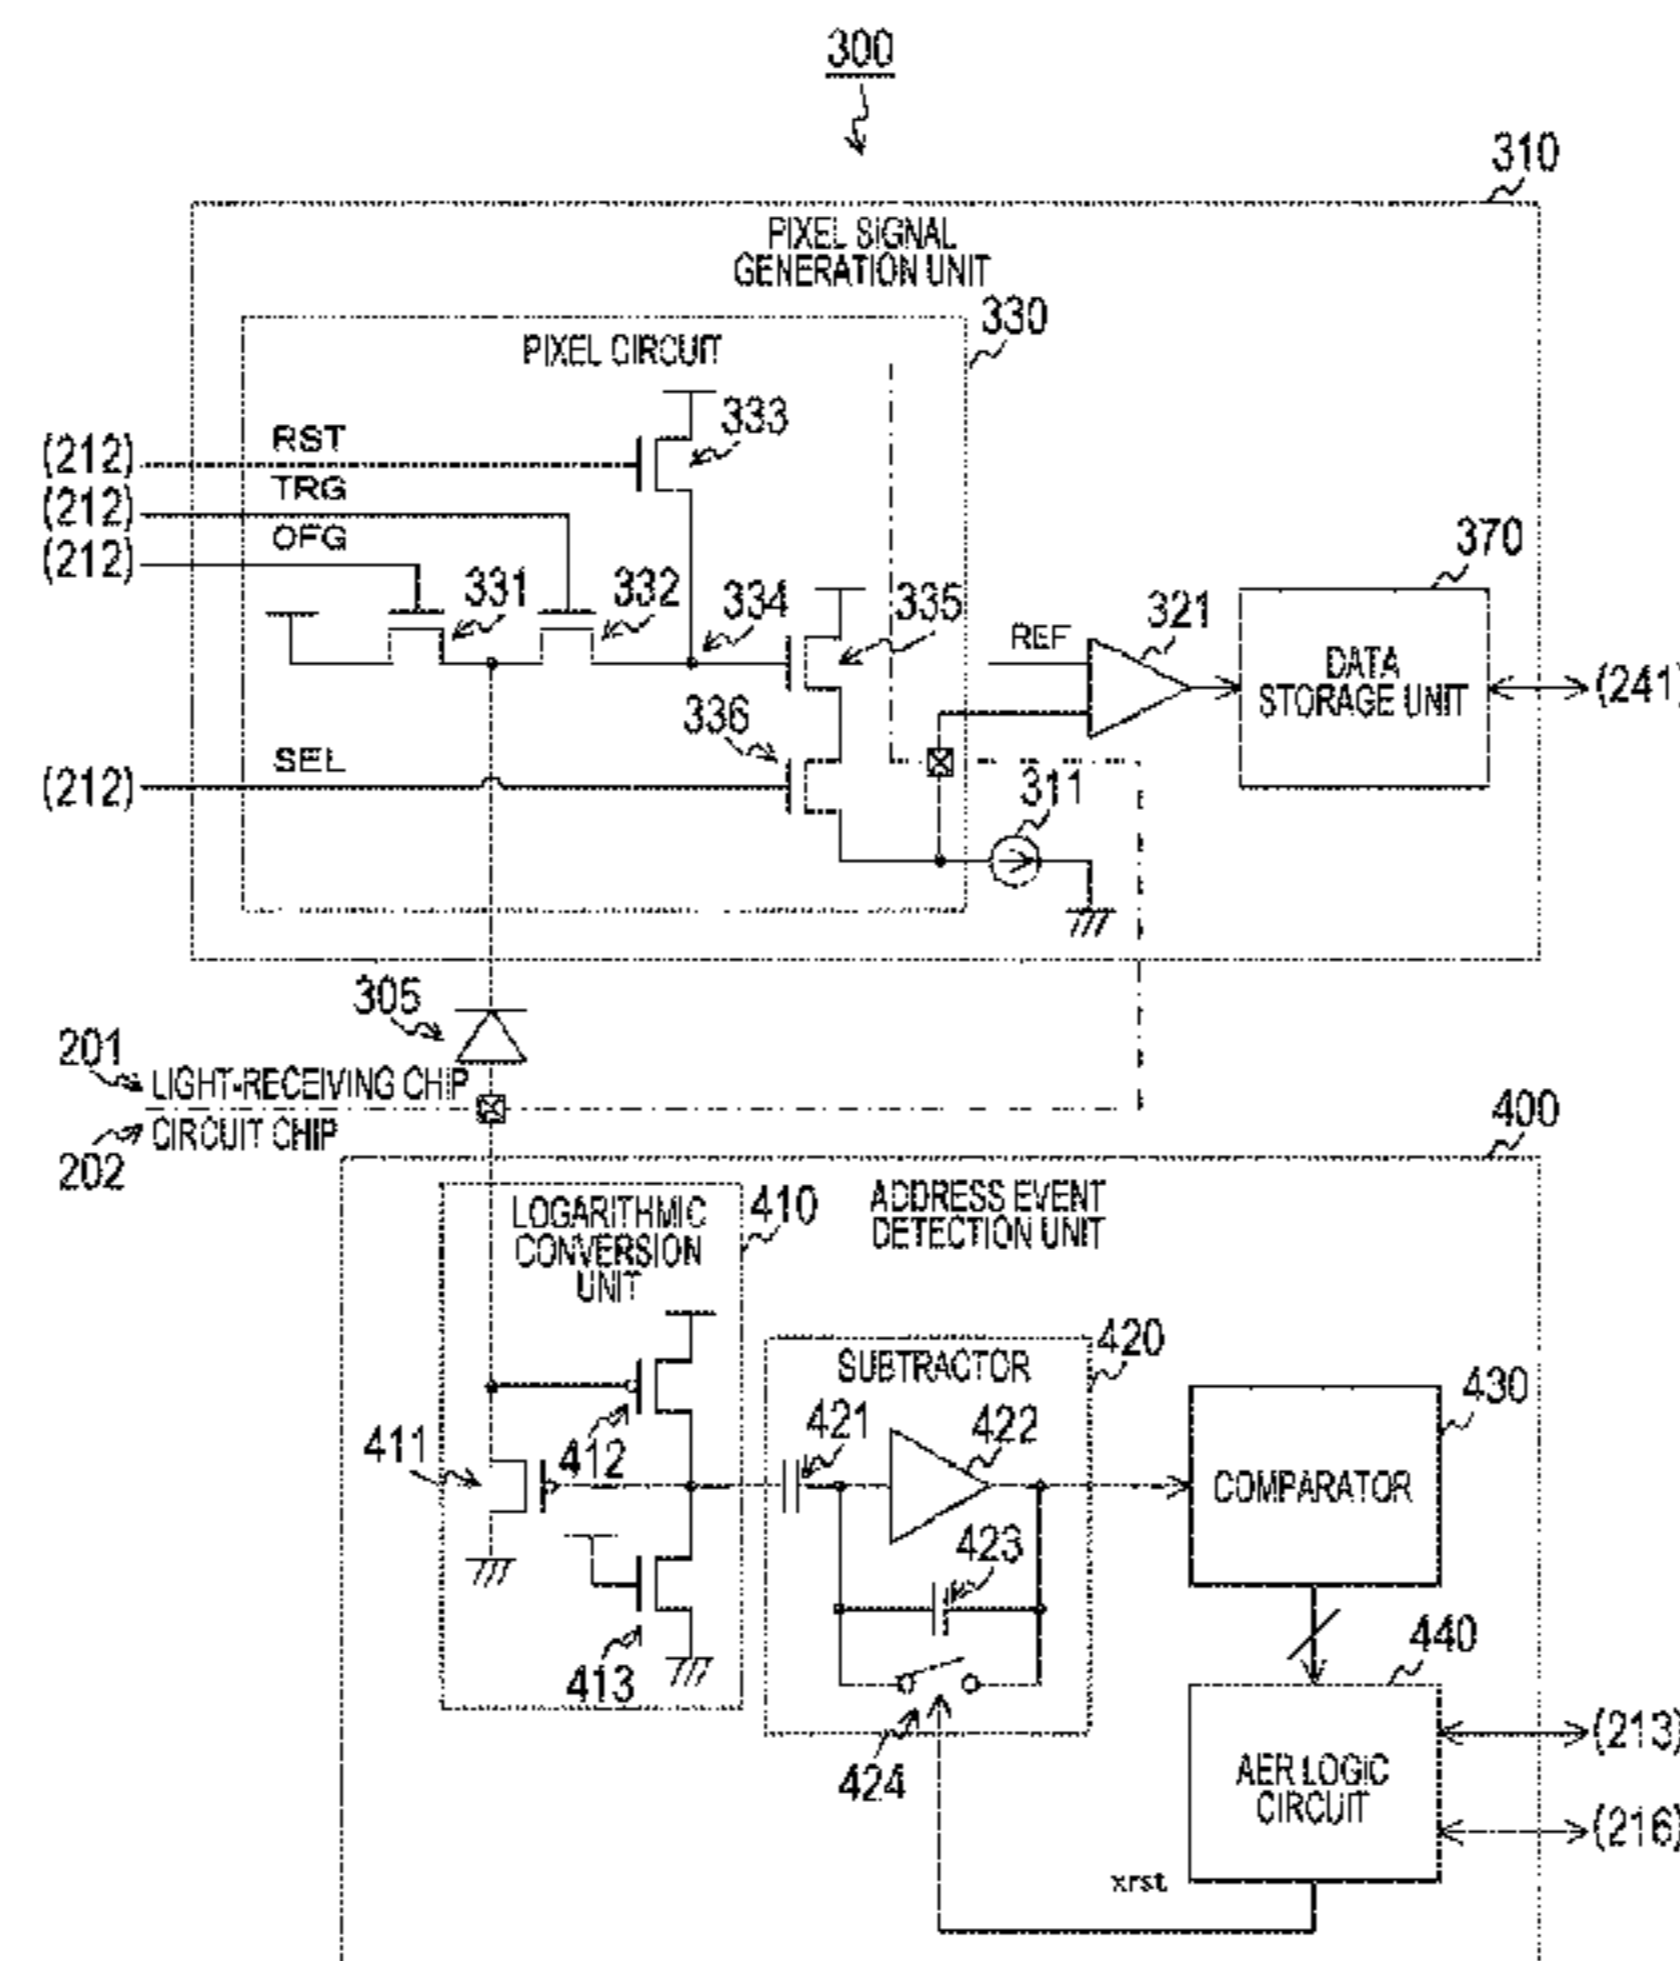 300
310
PIXEL SIGNAL
GENERATION UNIT
330
PIXEL CIRCUIT
333
(212) RST
(212) TRG
(212) OFG
331
332
334
335
REF
321
370
DATA
STORAGE UNIT
(241)
336
(212) SEL
311
305
201
LIGHT-RECEIVING CHIP
CIRCUIT CHIP
202
400
ADDRESS EVENT
DETECTION UNIT
LOGARITHMIC
CONVERSION
UNIT
410
420
SUBTRACTOR
430
421
422
411
412
COMPARATOR
423
413
424
440
AER LOGIC
CIRCUIT
(213)
(216)
xrst